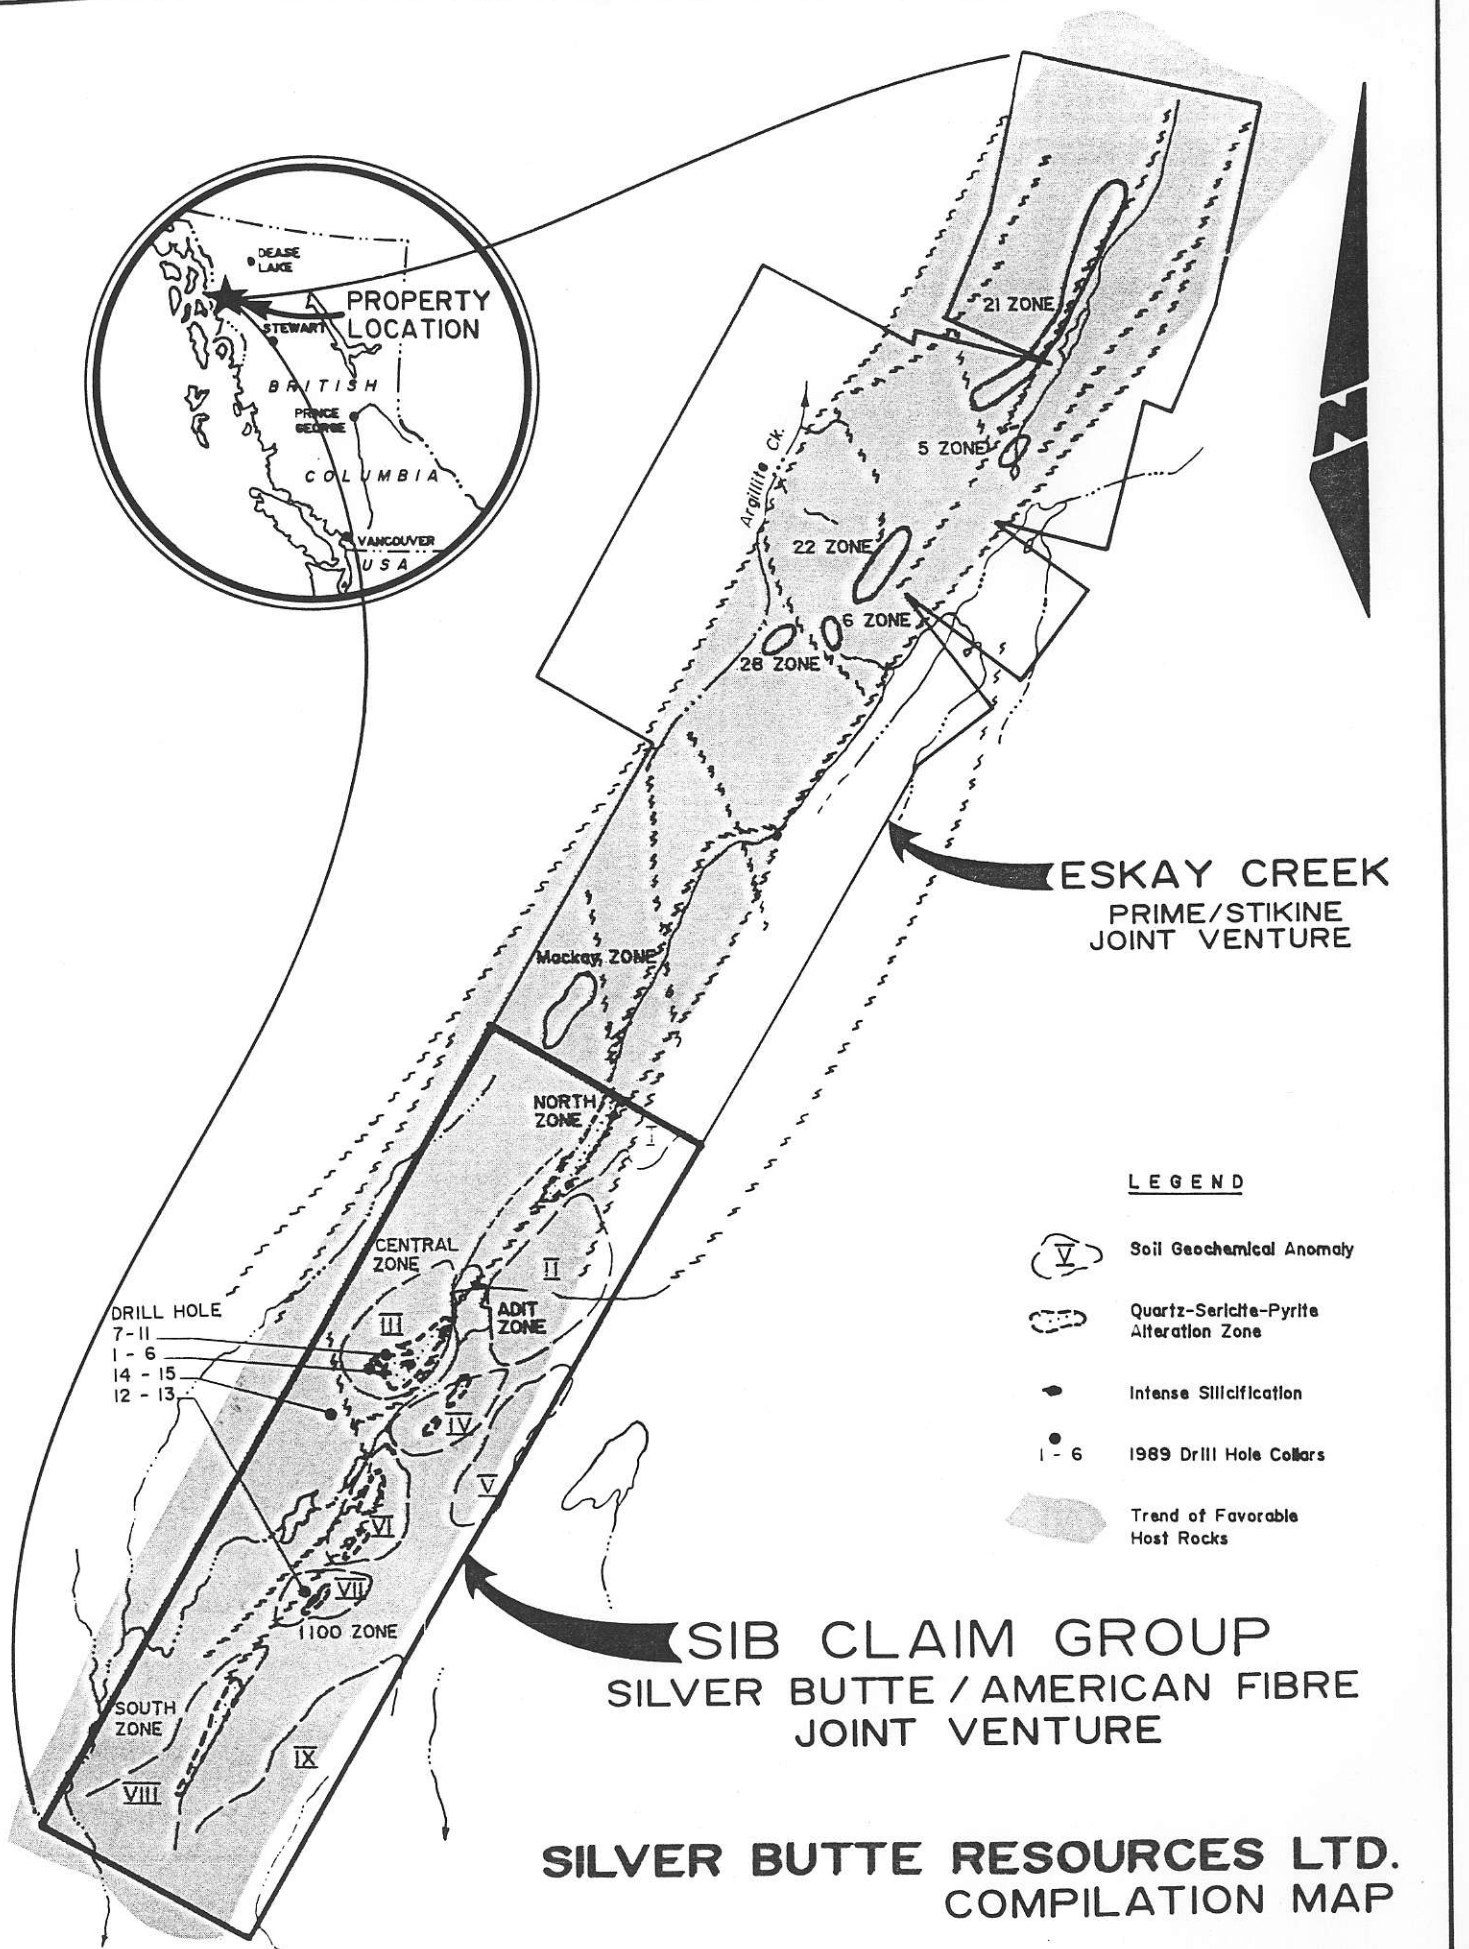 DEASE
LAKE
PROPERTY
LOCATION
STEWART
BRITISH
PRINCE
GEORGE
COLUMBIA
VANCOUVER
USA
21 ZONE
5 ZONE
Argillite Ck.
22 ZONE
6 ZONE
28 ZONE
N
ESKAY CREEK
PRIME/STIKINE
JOINT VENTURE
Mackay ZONE
NORTH
ZONE
I
CENTRAL
ZONE
II
III
ADIT
ZONE
DRILL HOLE
7-11
1 - 6
14 - 15
12 - 13
IV
V
VI
VII
1100 ZONE
SOUTH
ZONE
VIII
IX
LEGEND
V
Soil Geochemical Anomaly
Quartz-Sericite-Pyrite
Alteration Zone
Intense Silicification
1 - 6
1989 Drill Hole Collars
Trend of Favorable
Host Rocks
SIB CLAIM GROUP
SILVER BUTTE / AMERICAN FIBRE
JOINT VENTURE
SILVER BUTTE RESOURCES LTD.
COMPILATION MAP